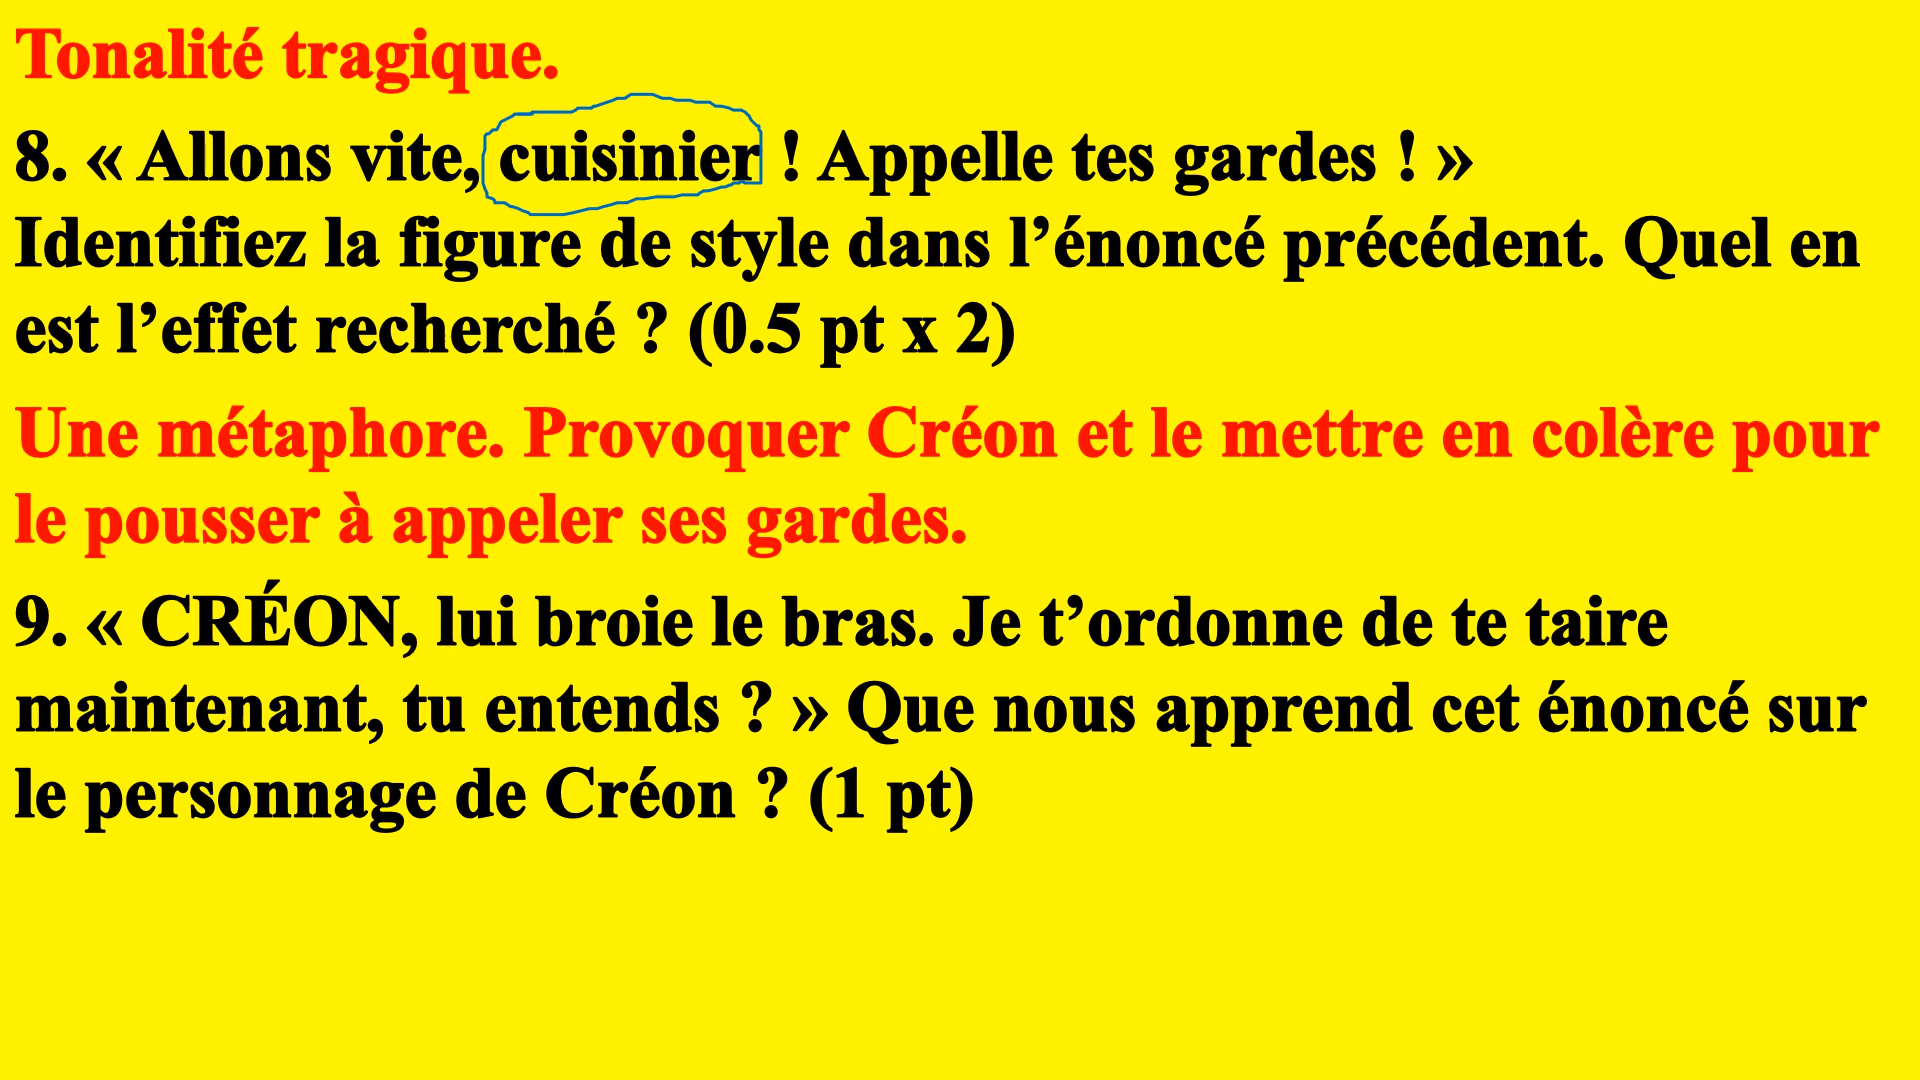 Tonalité tragique.
8. « Allons vite, cuisinier ! Appelle tes gardes ! »
Identifiez la figure de style dans l’énoncé précédent. Quel en
est l’effet recherché ? (0.5 pt x 2)
Une métaphore. Provoquer Créon et le mettre en colère pour
le pousser à appeler ses gardes.
9. « CRÉON, lui broie le bras. Je t’ordonne de te taire
maintenant, tu entends ? » Que nous apprend cet énoncé sur
le personnage de Créon ? (1 pt)